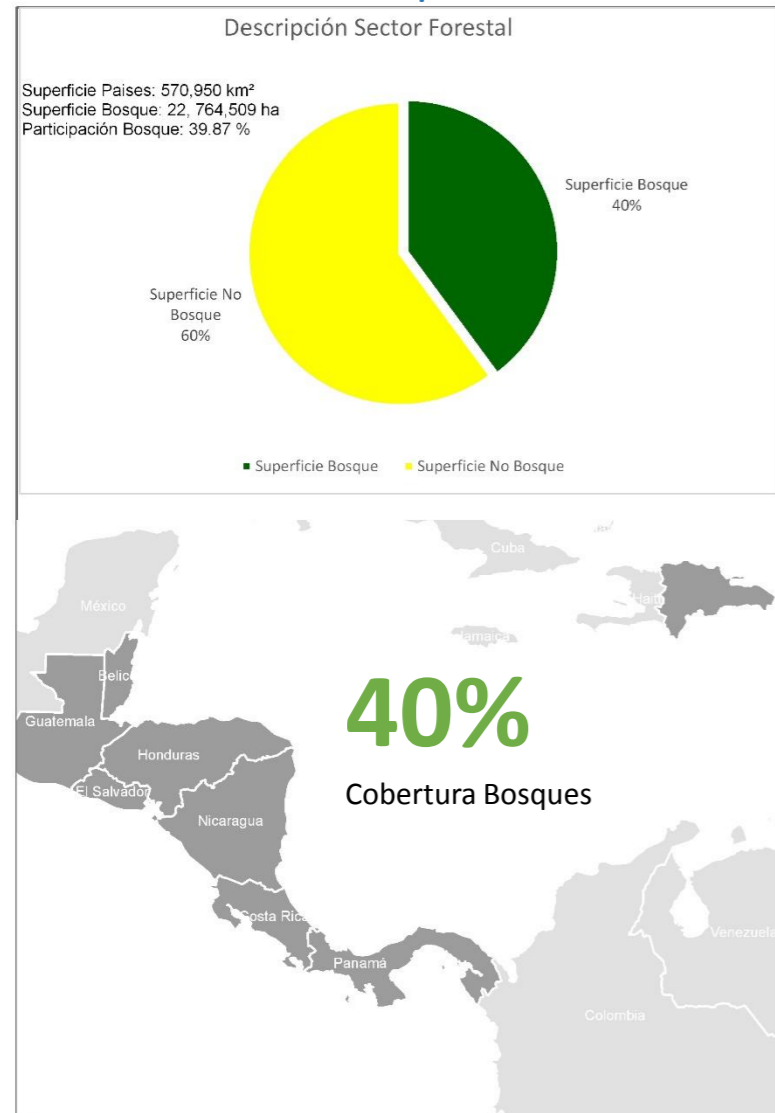 Descripción Sector Forestal
Superficie Paises: 570,950 km²
Superficie Bosque: 22, 764,509 ha
Participación Bosque: 39.87 %
Superficie Bosque
40%
Superficie No
Bosque
60%
Superficie Bosque
Superficie No Bosque
Cuba
México
Haití
Jamaica
Belice
40%
Guatemala
Honduras
Cobertura Bosques
El Salvador
Nicaragua
Costa Rica
Venezuela
Panamá
Colombia